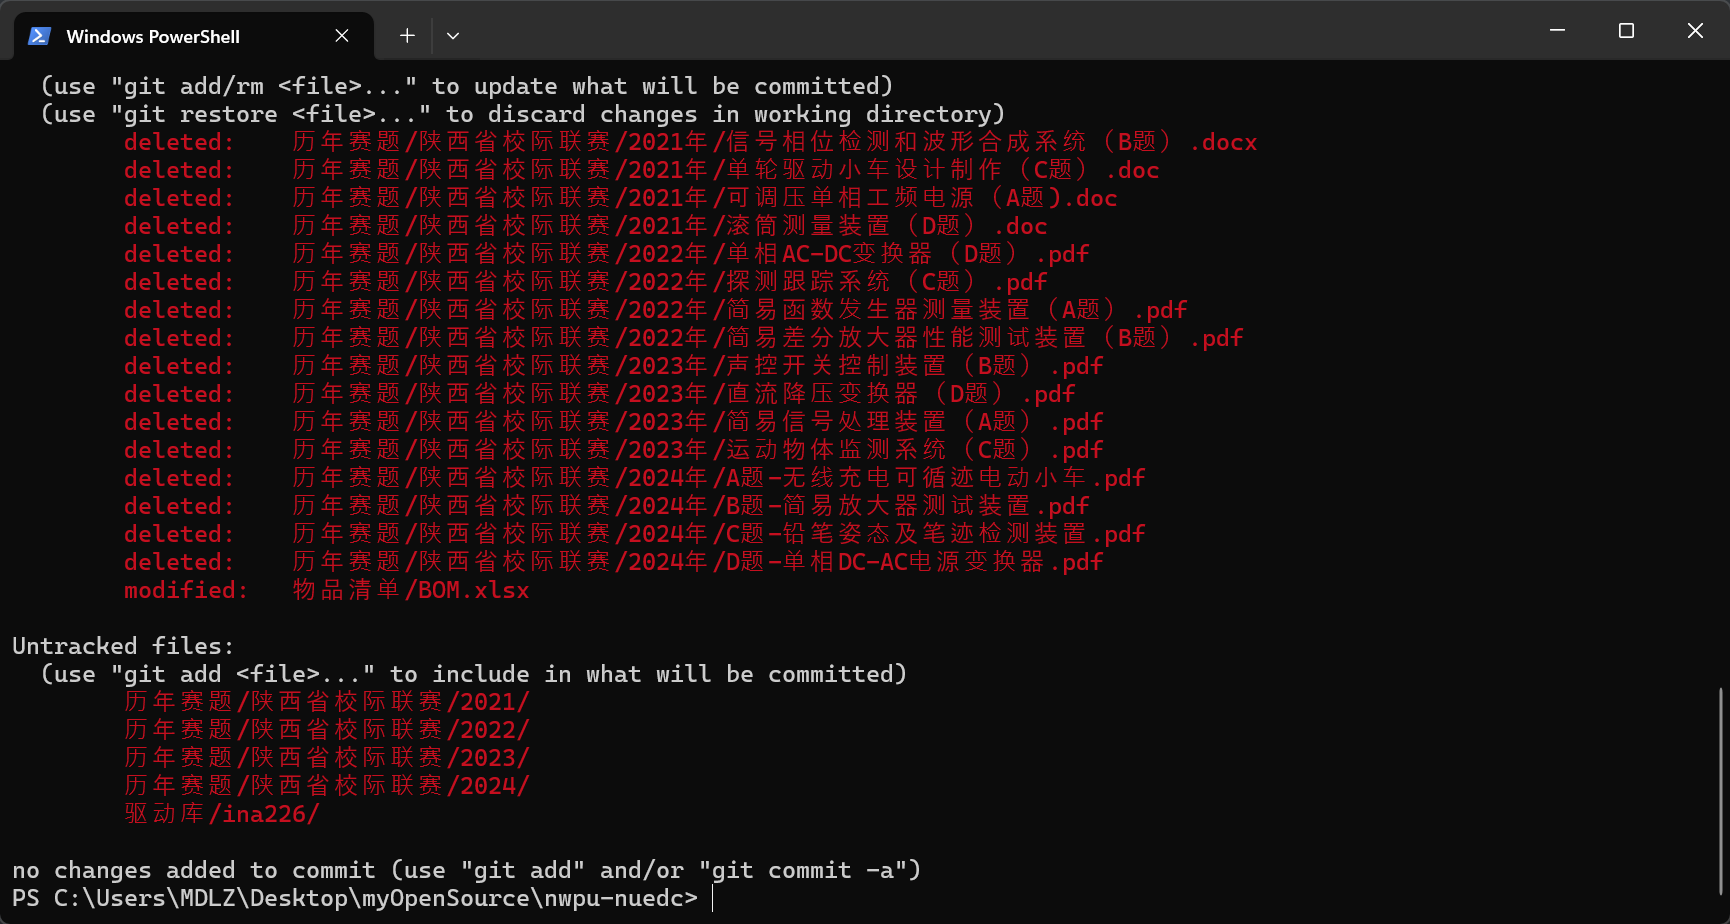 Windows PowerShell
(use "git add/rm <file>..." to update what will be committed)
(use "git restore <file>..." to discard changes in working directory)
deleted: 历年赛题/陕西省校际联赛/2021年/信号相位检测和波形合成系统（B题）.docx
deleted: 历年赛题/陕西省校际联赛/2021年/单轮驱动小车设计制作（C题）.doc
deleted: 历年赛题/陕西省校际联赛/2021年/可调压单相工频电源（A题).doc
deleted: 历年赛题/陕西省校际联赛/2021年/滚筒测量装置（D题）.doc
deleted: 历年赛题/陕西省校际联赛/2022年/单相AC-DC变换器（D题）.pdf
deleted: 历年赛题/陕西省校际联赛/2022年/探测跟踪系统（C题）.pdf
deleted: 历年赛题/陕西省校际联赛/2022年/简易函数发生器测量装置（A题）.pdf
deleted: 历年赛题/陕西省校际联赛/2022年/简易差分放大器性能测试装置（B题）.pdf
deleted: 历年赛题/陕西省校际联赛/2023年/声控开关控制装置（B题）.pdf
deleted: 历年赛题/陕西省校际联赛/2023年/直流降压变换器（D题）.pdf
deleted: 历年赛题/陕西省校际联赛/2023年/简易信号处理装置（A题）.pdf
deleted: 历年赛题/陕西省校际联赛/2023年/运动物体监测系统（C题）.pdf
deleted: 历年赛题/陕西省校际联赛/2024年/A题-无线充电可循迹电动小车.pdf
deleted: 历年赛题/陕西省校际联赛/2024年/B题-简易放大器测试装置.pdf
deleted: 历年赛题/陕西省校际联赛/2024年/C题-铅笔姿态及笔迹检测装置.pdf
deleted: 历年赛题/陕西省校际联赛/2024年/D题-单相DC-AC电源变换器.pdf
modified: 物品清单/BOM.xlsx
Untracked files:
(use "git add <file>..." to include in what will be committed)
历年赛题/陕西省校际联赛/2021/
历年赛题/陕西省校际联赛/2022/
历年赛题/陕西省校际联赛/2023/
历年赛题/陕西省校际联赛/2024/
驱动库/ina226/
no changes added to commit (use "git add" and/or "git commit -a")
PS C:\Users\MDLZ\Desktop\myOpenSource\nwpu-nuedc>